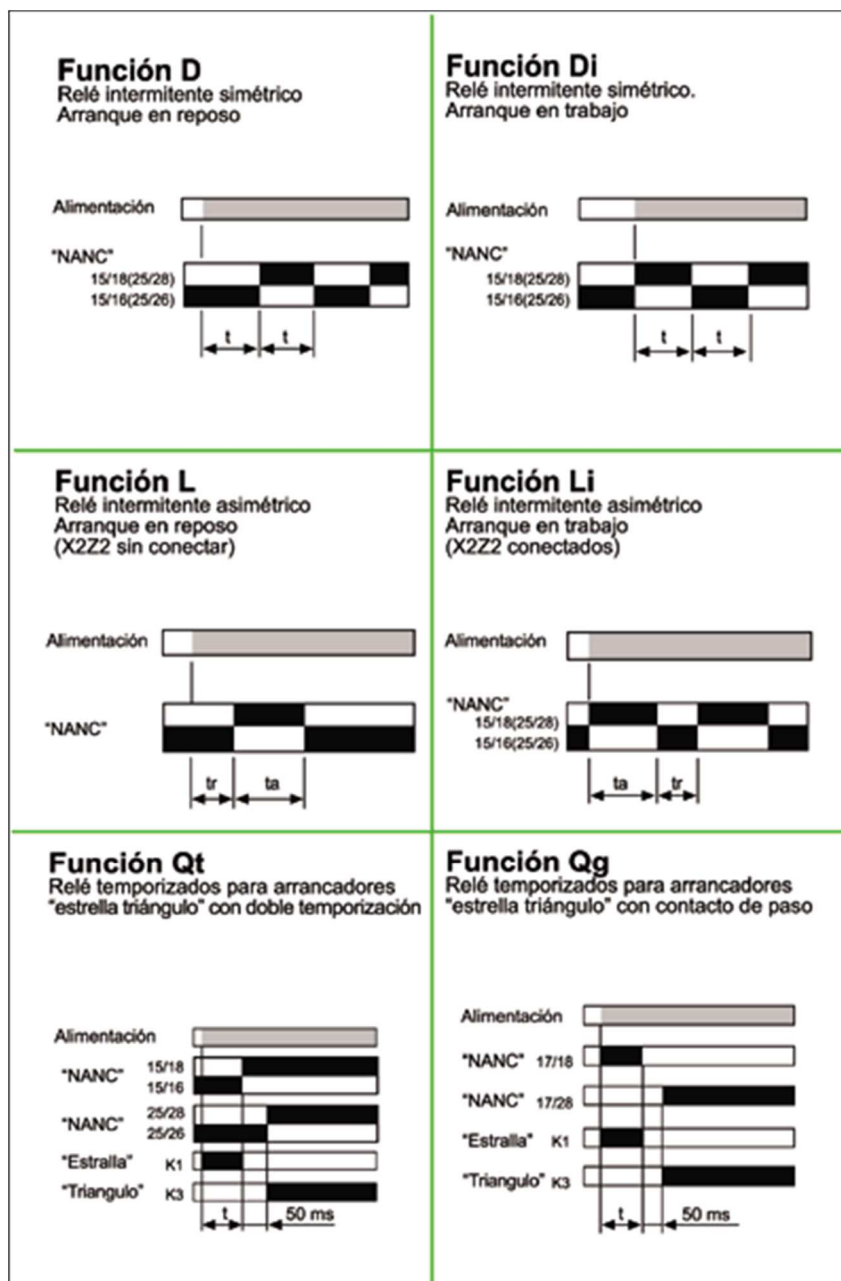 Función D
Relé intermitente simétrico
Arranque en reposo
Alimentación
"NANC"
15/18(25/28)
15/16(25/26)
t t
Función Di
Relé intermitente simétrico.
Arranque en trabajo
Alimentación
"NANC"
15/18(25/28)
15/16(25/26)
t t
Función L
Relé intermitente asimétrico
Arranque en reposo
(X2Z2 sin conectar)
Alimentación
"NANC"
tr ta
Función Li
Relé intermitente asimétrico
Arranque en trabajo
(X2Z2 conectados)
Alimentación
"NANC"
15/18(25/28)
15/16(25/26)
ta tr
Función Qt
Relé temporizados para arrancadores
"estrella triángulo" con doble temporización
Alimentación
"NANC" 15/18
15/16
"NANC" 25/28
25/26
"Estralla" K1
"Triangulo" K3
t 50 ms
Función Qg
Relé temporizados para arrancadores
"estrella triángulo" con contacto de paso
Alimentación
"NANC" 17/18
"NANC" 17/28
"Estralla" K1
"Triangulo" K3
t 50 ms